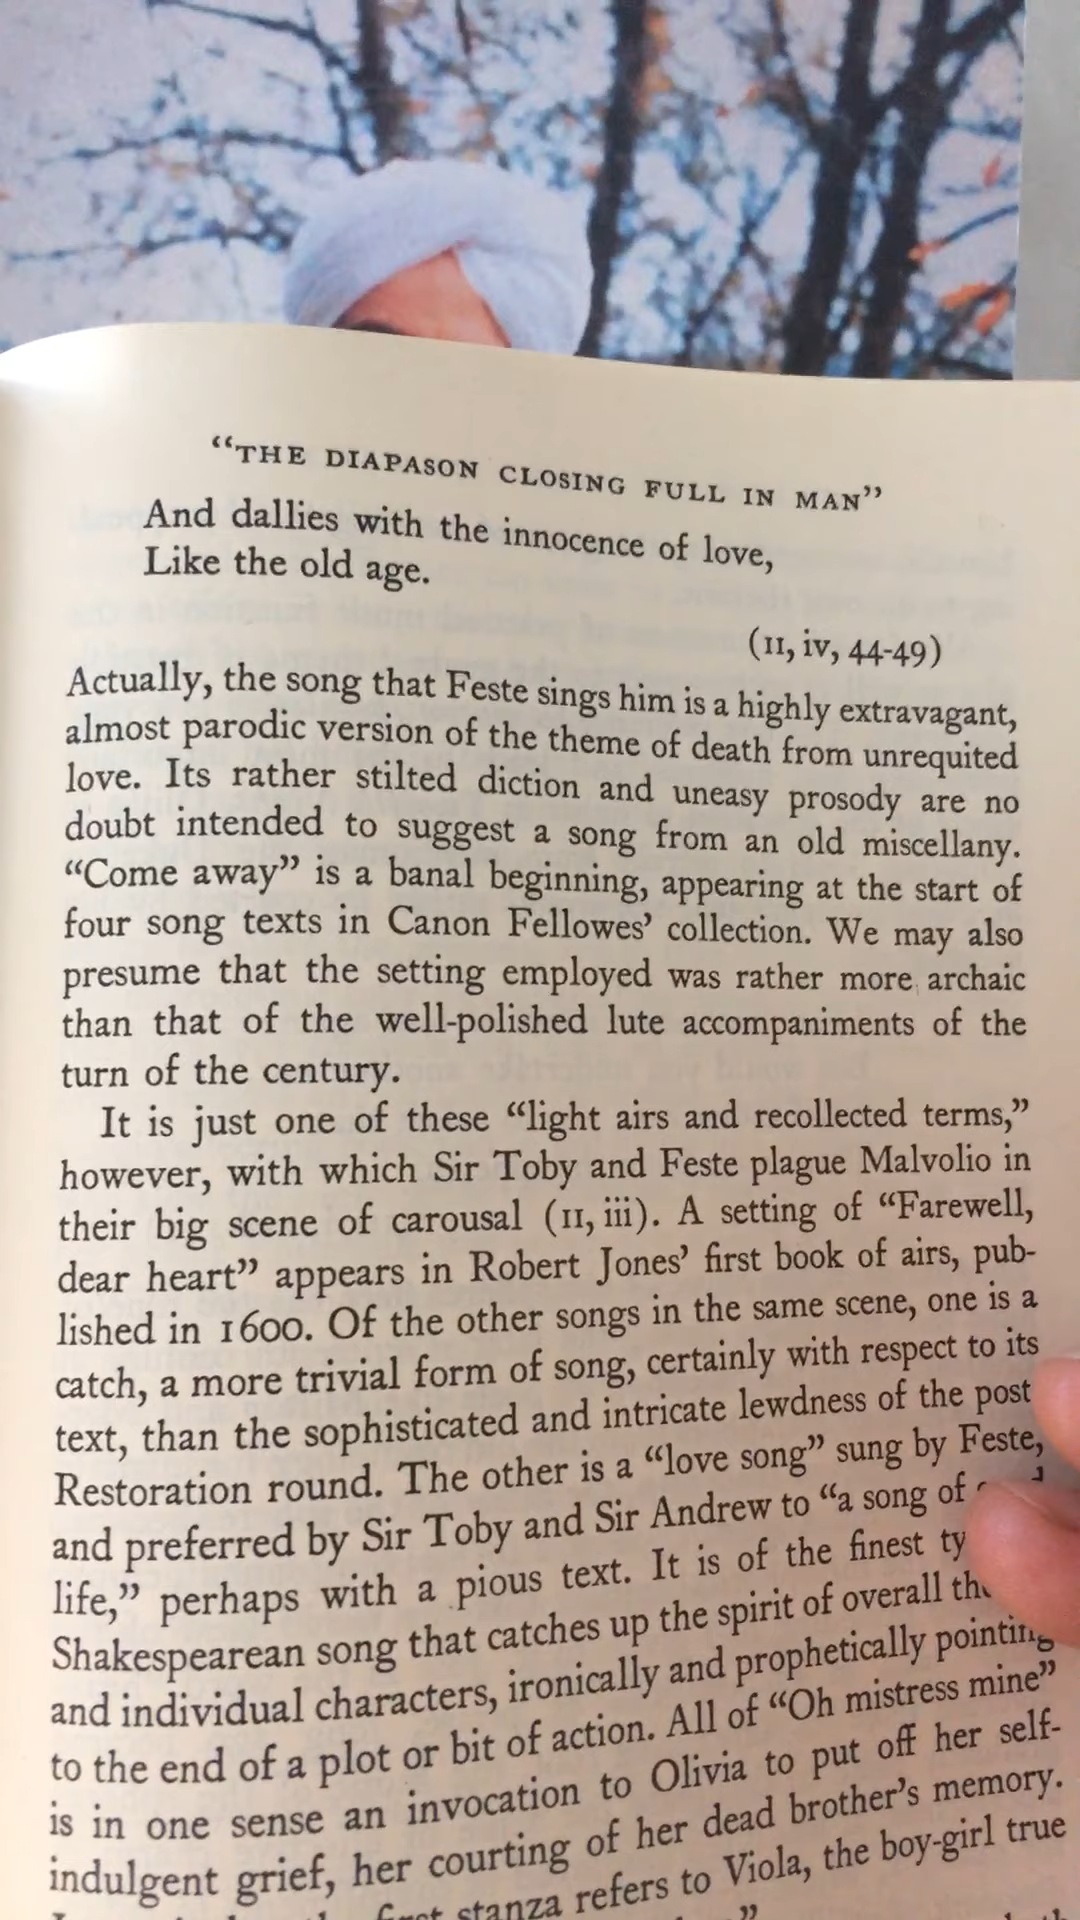 “THE DIAPASON CLOSING FULL IN MAN”
And dallies with the innocence of love,
Like the old age.
(II, iv, 44-49)
Actually, the song that Feste sings him is a highly extravagant,
almost parodic version of the theme of death from unrequited
love. Its rather stilted diction and uneasy prosody are no
doubt intended to suggest a song from an old miscellany.
“Come away” is a banal beginning, appearing at the start of
four song texts in Canon Fellowes’ collection. We may also
presume that the setting employed was rather more archaic
than that of the well-polished lute accompaniments of the
turn of the century.
It is just one of these “light airs and recollected terms,”
however, with which Sir Toby and Feste plague Malvolio in
their big scene of carousal (II, iii). A setting of “Farewell,
dear heart” appears in Robert Jones’ first book of airs, pub-
lished in 1600. Of the other songs in the same scene, one is a
catch, a more trivial form of song, certainly with respect to its
text, than the sophisticated and intricate lewdness of the post
Restoration round. The other is a “love song” sung by Feste,
and preferred by Sir Toby and Sir Andrew to “a song of
life,” perhaps with a pious text. It is of the finest
Shakespearean song that catches up the spirit of overall
and individual characters, ironically and prophetically pointing
to the end of a plot or bit of action. All of “Oh mistress mine”
is in one sense an invocation to Olivia to put off her self-
indulgent grief, her courting of her dead brother’s memory.
stanza refers to Viola, the boy-girl true